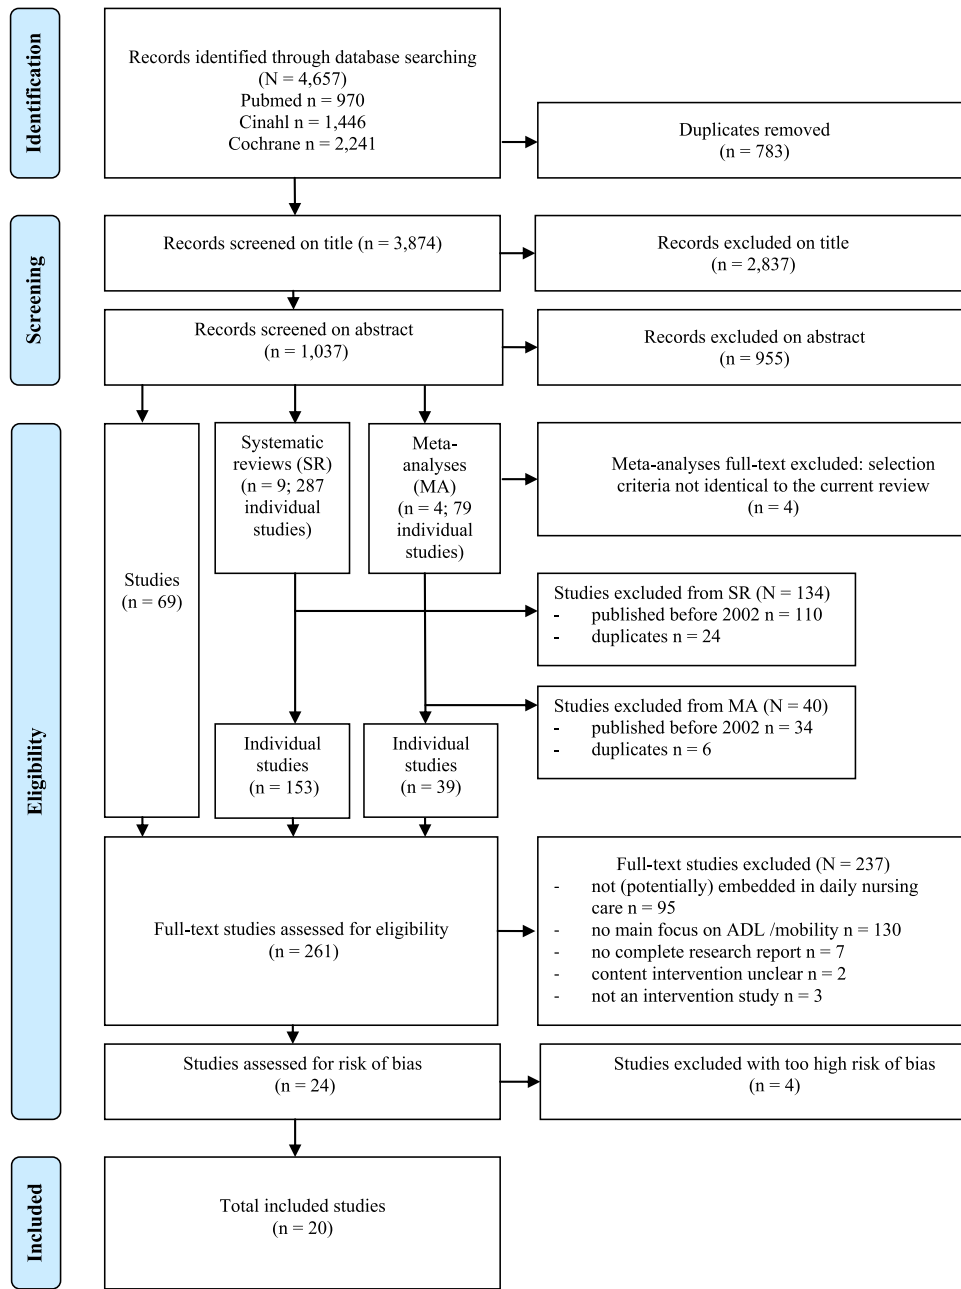 Identification
Records identified through database searching
(N = 4,657)
Pubmed n = 970
Cinahl n = 1,446
Cochrane n = 2,241
Duplicates removed
(n = 783)
Screening
Records screened on title (n = 3,874)
Records excluded on title
(n = 2,837)
Records screened on abstract
(n = 1,037)
Records excluded on abstract
(n = 955)
Eligibility
Studies
(n = 69)
Systematic
reviews (SR)
(n = 9; 287
individual
studies)
Meta-
analyses
(MA)
(n = 4; 79
individual
studies)
Meta-analyses full-text excluded: selection
criteria not identical to the current review
(n = 4)
Studies excluded from SR (N = 134)
- published before 2002 n = 110
- duplicates n = 24
Studies excluded from MA (N = 40)
- published before 2002 n = 34
- duplicates n = 6
Individual
studies
(n = 153)
Individual
studies
(n = 39)
Full-text studies assessed for eligibility
(n = 261)
Full-text studies excluded (N = 237)
- not (potentially) embedded in daily nursing
care n = 95
- no main focus on ADL /mobility n = 130
- no complete research report n = 7
- content intervention unclear n = 2
- not an intervention study n = 3
Studies assessed for risk of bias
(n = 24)
Studies excluded with too high risk of bias
(n = 4)
Included
Total included studies
(n = 20)